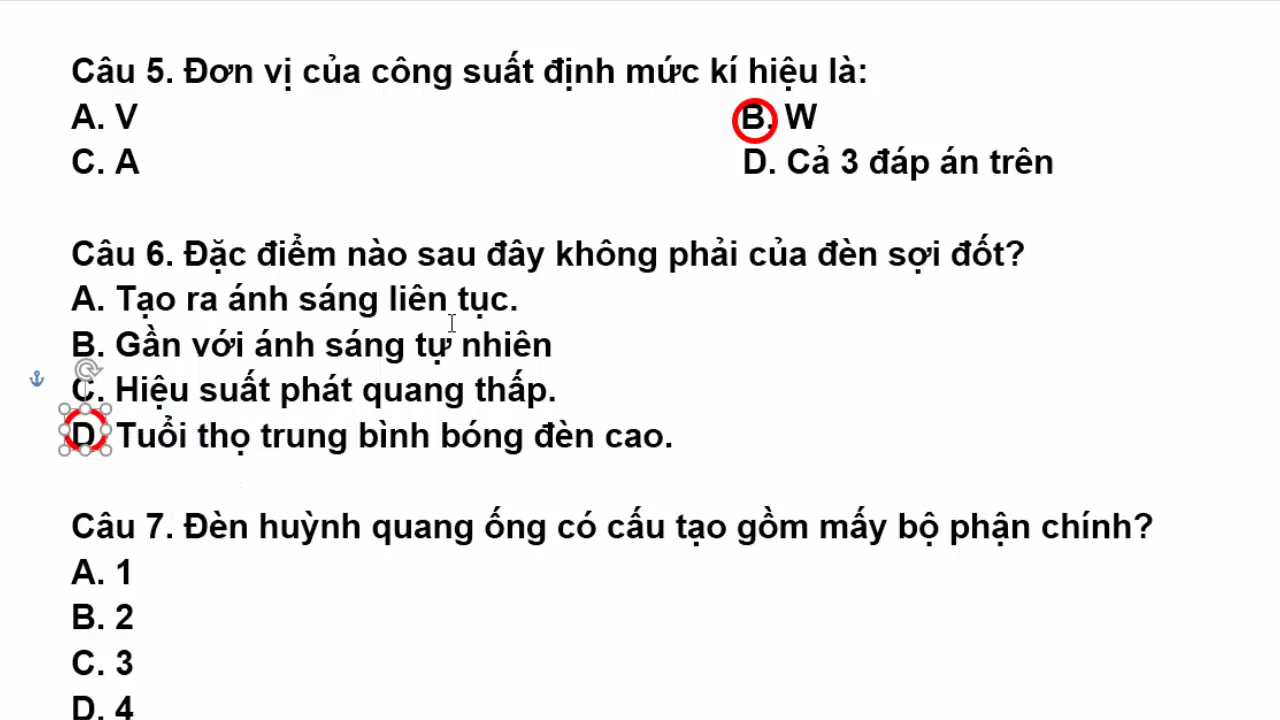 Câu 5. Đơn vị của công suất định mức kí hiệu là:
A. V B. W
C. A D. Cả 3 đáp án trên
Câu 6. Đặc điểm nào sau đây không phải của đèn sợi đốt?
A. Tạo ra ánh sáng liên tục.
B. Gần với ánh sáng tự nhiên
C. Hiệu suất phát quang thấp.
D. Tuổi thọ trung bình bóng đèn cao.
Câu 7. Đèn huỳnh quang ống có cấu tạo gồm mấy bộ phận chính?
A. 1
B. 2
C. 3
D. 4